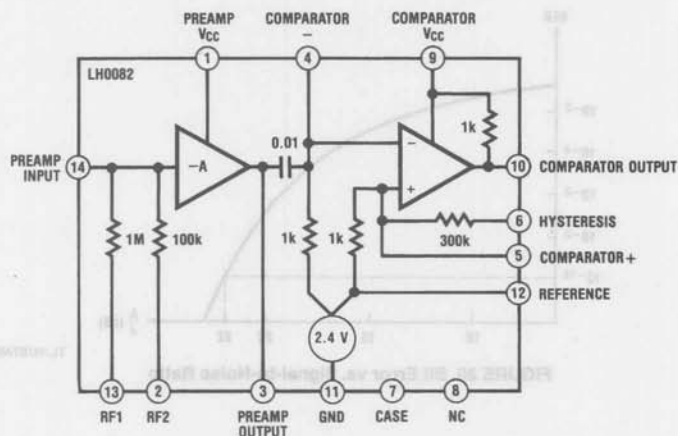 PREAMP
VCC
COMPARATOR
−
COMPARATOR
VCC
1
4
9
LH0082
0.01
1k
PREAMP
INPUT
14
−A
−
+
10
COMPARATOR OUTPUT
6
HYSTERESIS
1M
100k
1k
1k
300k
5
COMPARATOR+
12
REFERENCE
2.4 V
13
2
3
11
7
8
RF1
RF2
PREAMP
OUTPUT
GND
CASE
NC